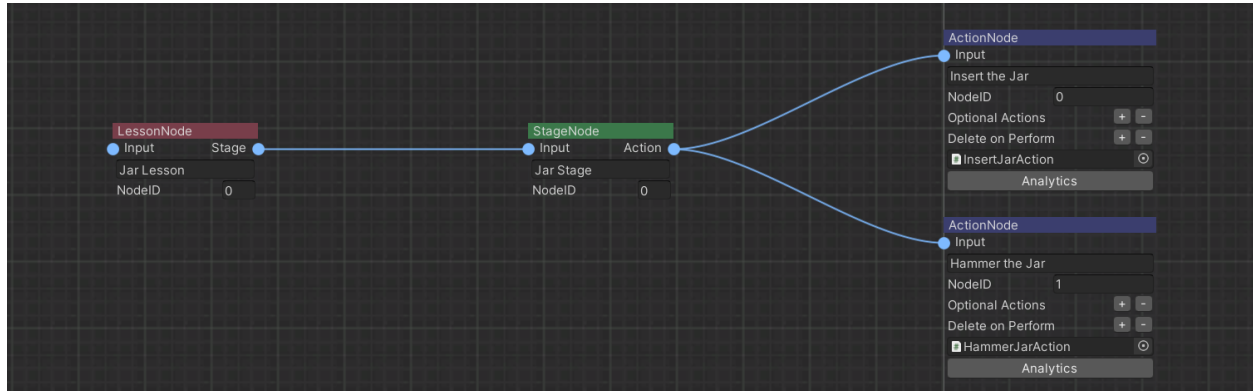 LessonNode
Input Stage
Jar Lesson
NodeID 0
StageNode
Input Action
Jar Stage
NodeID 0
ActionNode
Input
Insert the Jar
NodeID 0
Optional Actions + -
Delete on Perform + -
# InsertJarAction
Analytics
ActionNode
Input
Hammer the Jar
NodeID 1
Optional Actions + -
Delete on Perform + -
# HammerJarAction
Analytics